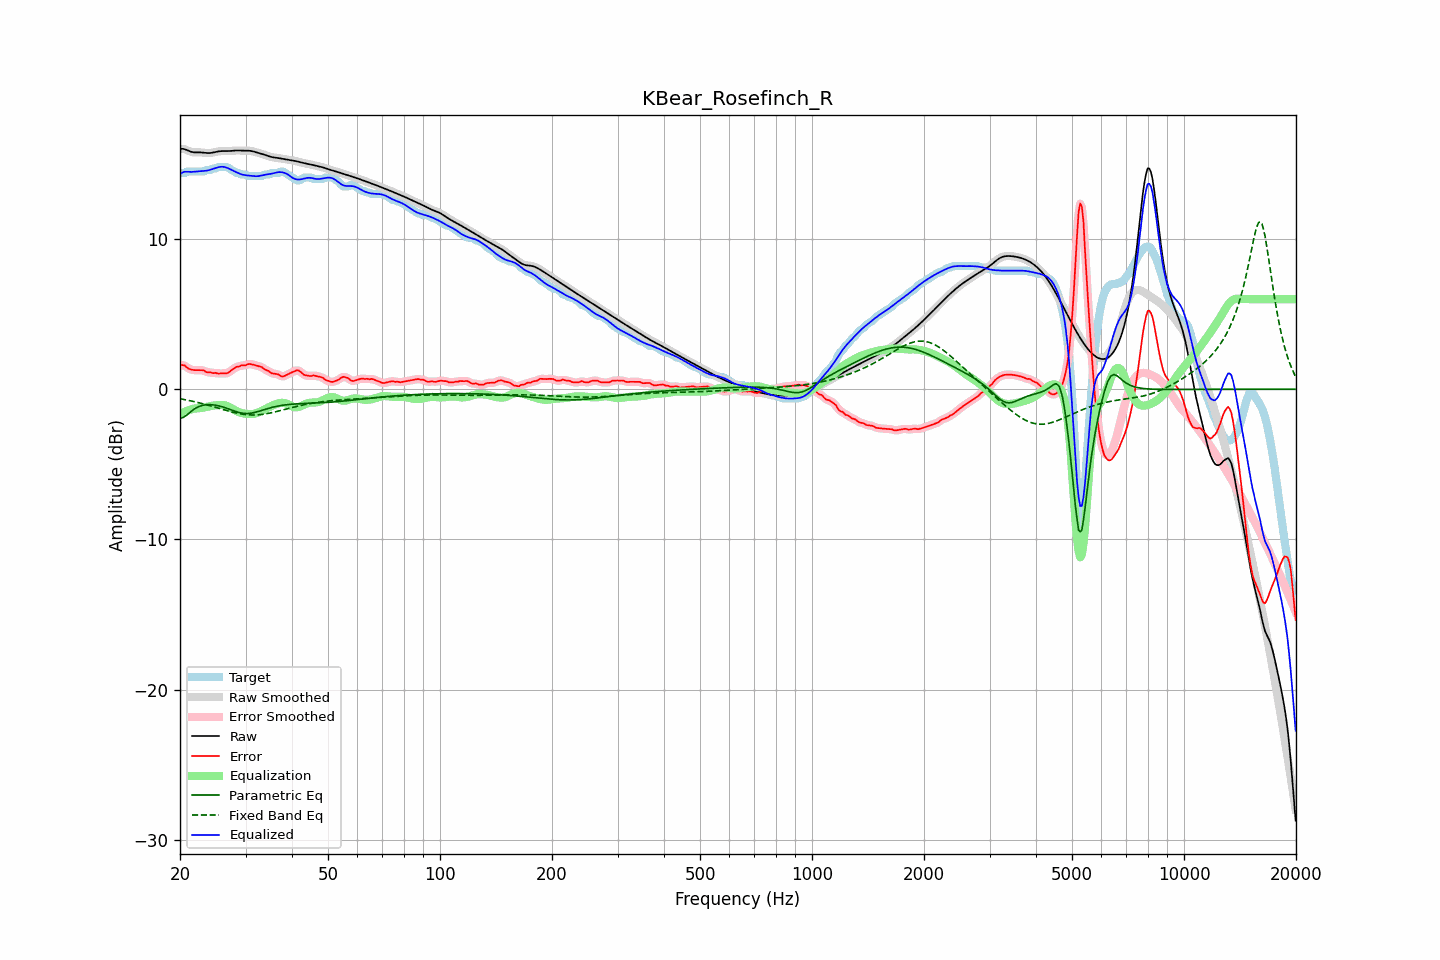 KBear_Rosefinch_R
Amplitude (dBr)
10
0
−10
−20
−30
Target
Raw Smoothed
Error Smoothed
Raw
Error
Equalization
Parametric Eq
Fixed Band Eq
Equalized
20 50 100 200 500 1000 2000 5000 10000 20000
Frequency (Hz)